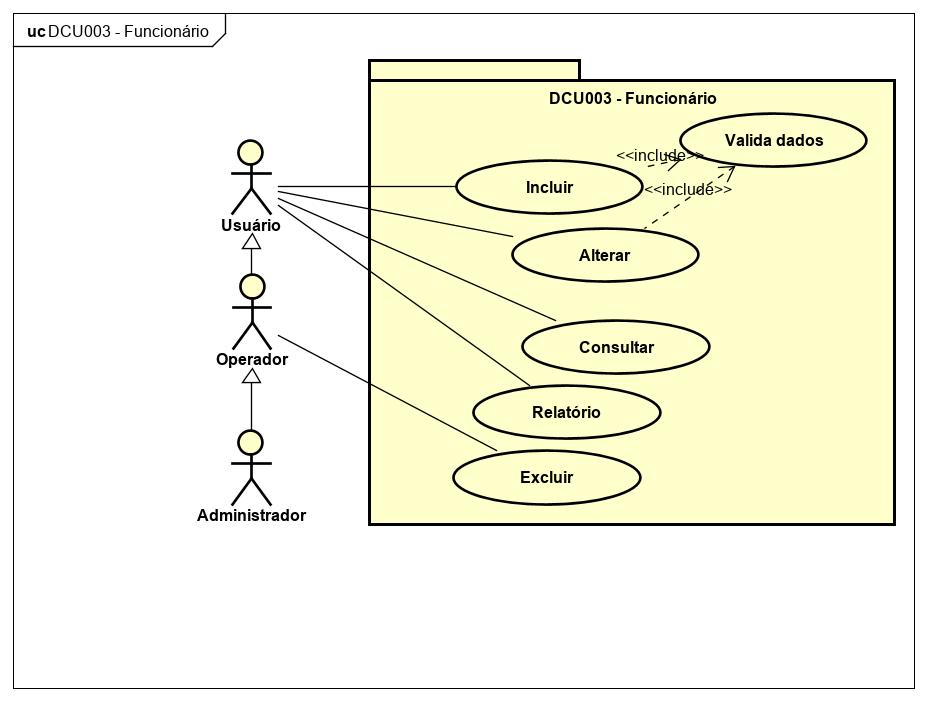 uc DCU003 - Funcionário
DCU003 - Funcionário
Valida dados
<<include>>
Incluir
<<include>>
Usuário
Alterar
Consultar
Operador
Relatório
Excluir
Administrador